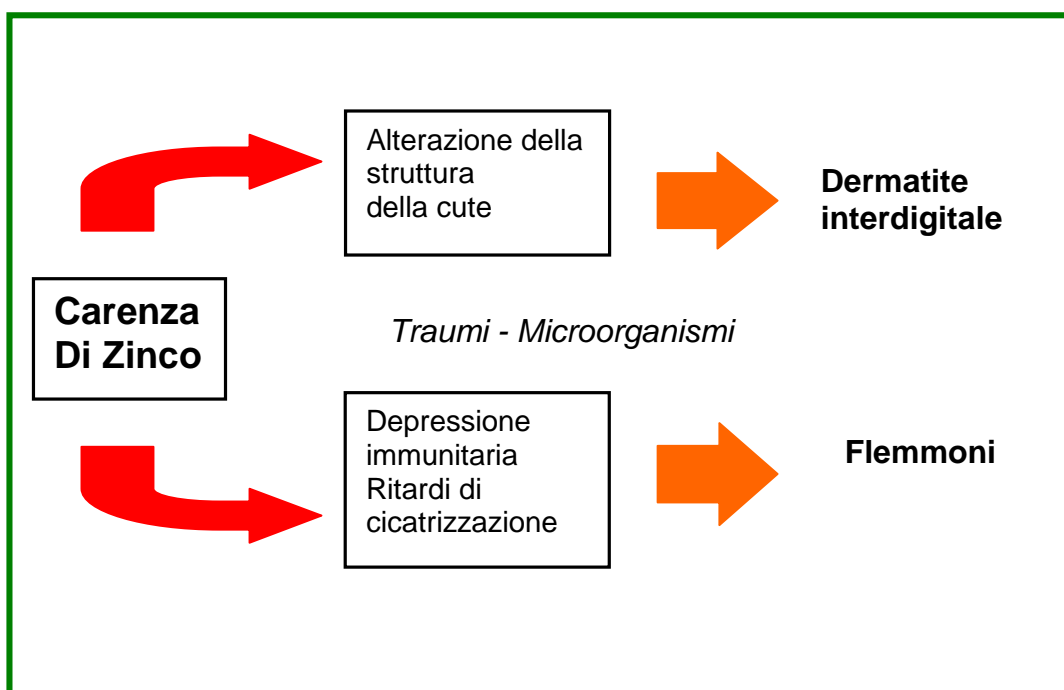 Alterazione della
struttura
della cute
Dermatite
interdigitale
Carenza
Di Zinco
Traumi - Microorganismi
Depressione
immunitaria
Ritardi di
cicatrizzazione
Flemmoni